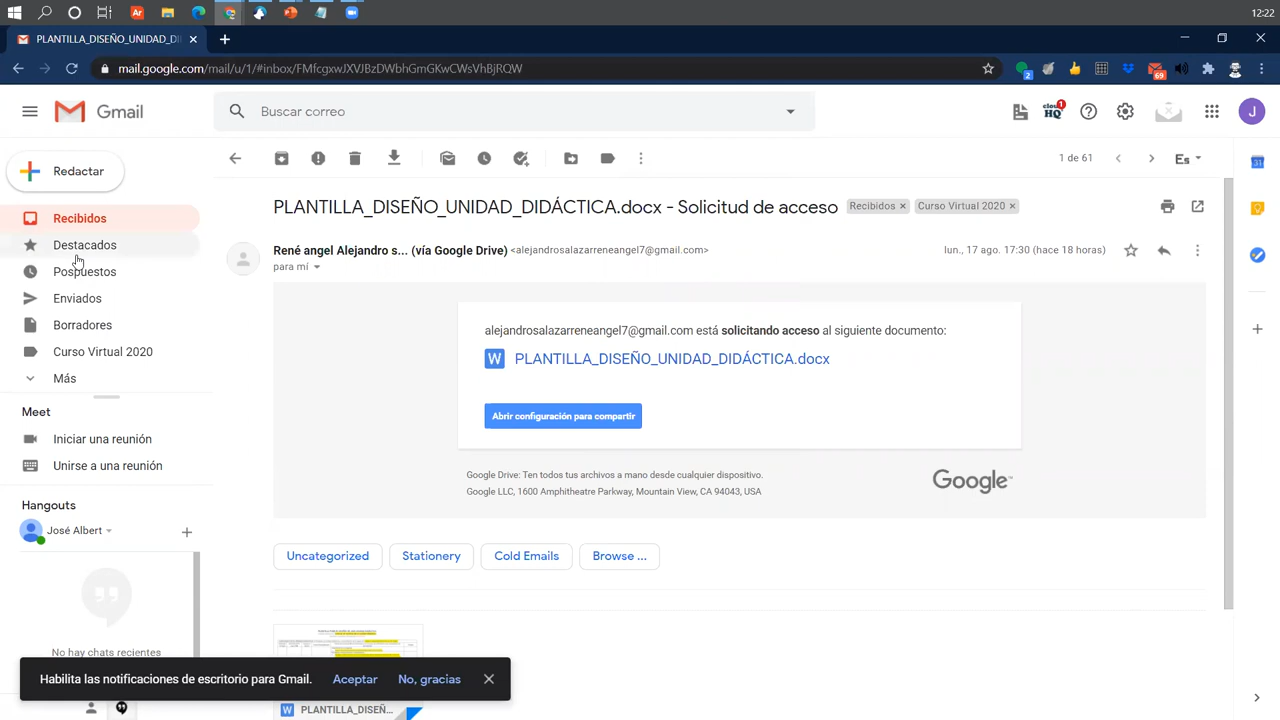 12:22
PLANTILLA_DISEÑO_UNIDAD_DI
mail.google.com/mail/u/1/#inbox/FMfcgxwJXVJBzDWbhGmGKwCWsVhBjRQW
2
69
Gmail
Buscar correo
1
J
Redactar
1 de 61
Es
Recibidos
Destacados
Pospuestos
Enviados
Borradores
Curso Virtual 2020
Más
PLANTILLA_DISEÑO_UNIDAD_DIDÁCTICA.docx - Solicitud de acceso
Recibidos ×
Curso Virtual 2020 ×
René angel Alejandro s... (vía Google Drive) <alejandrosalazarreneangel7@gmail.com>
lun., 17 ago. 17:30 (hace 18 horas)
para mí
alejandrosalazarreneangel7@gmail.com está solicitando acceso al siguiente documento:
W PLANTILLA_DISEÑO_UNIDAD_DIDÁCTICA.docx
Abrir configuración para compartir
Google Drive: Ten todos tus archivos a mano desde cualquier dispositivo.
Google LLC, 1600 Amphitheatre Parkway, Mountain View, CA 94043, USA
Google
Meet
Iniciar una reunión
Unirse a una reunión
Hangouts
José Albert
No hay chats recientes
Uncategorized
Stationery
Cold Emails
Browse ...
Habilita las notificaciones de escritorio para Gmail.
Aceptar
No, gracias
W PLANTILLA_DISEÑ...